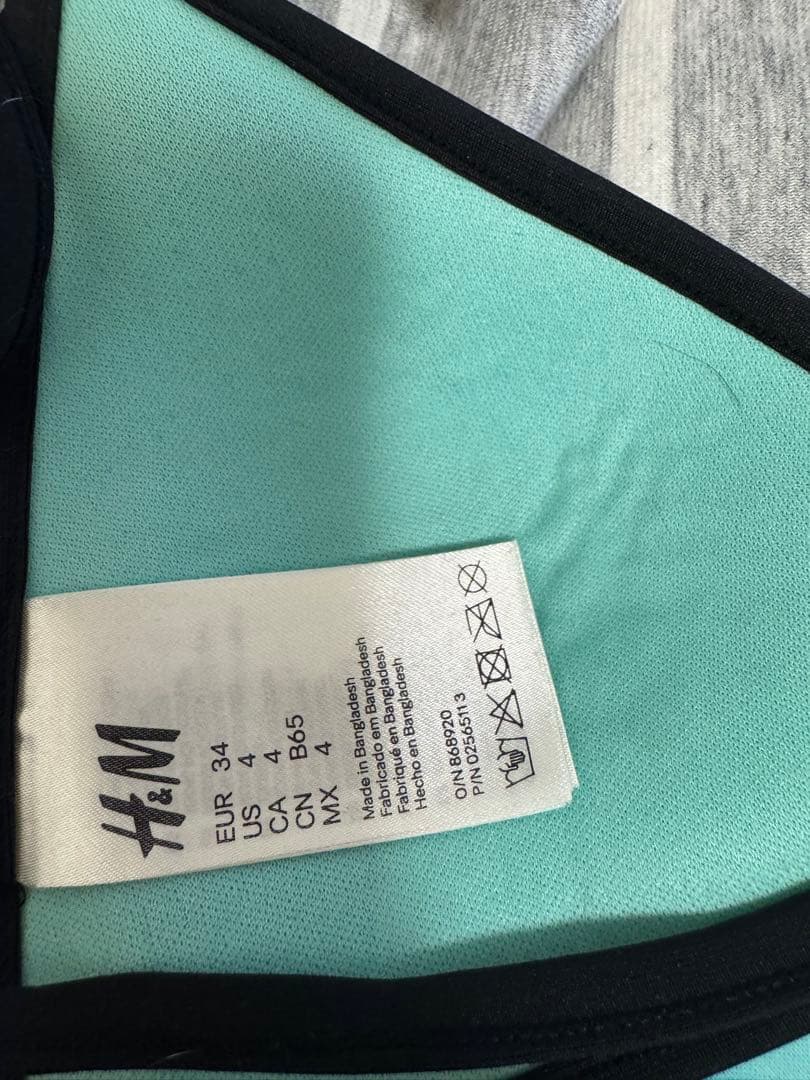 H&M
EUR 34
US 4
CA 4
CN B65
MX 4
Made in Bangladesh
Fabricado em Bangladesh
Fabriqué en Bangladesh
Hecho en Bangladesh
O/N 868920
P/N 02565113